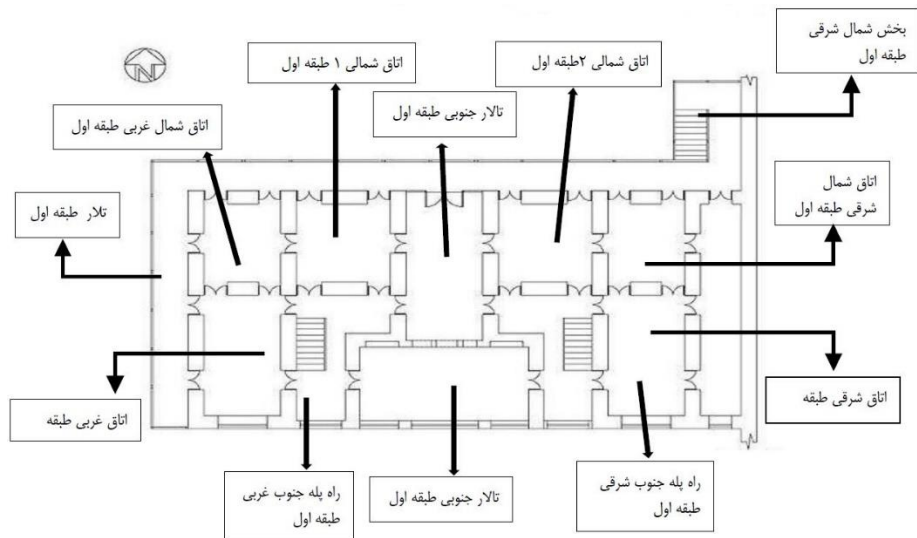 بخش شمال شرقی
طبقه اول
اتاق شمالی ۲طبقه اول
اتاق شمالی ۱ طبقه اول
تالار جنوبی طبقه اول
اتاق شمال غربی طبقه اول
N
اتاق شمال
شرقی طبقه اول
تلار طبقه اول
اتاق شرقی طبقه
اتاق غربی طبقه
راه پله جنوب شرقی
طبقه اول
تالار جنوبی طبقه اول
راه پله جنوب غربی
طبقه اول